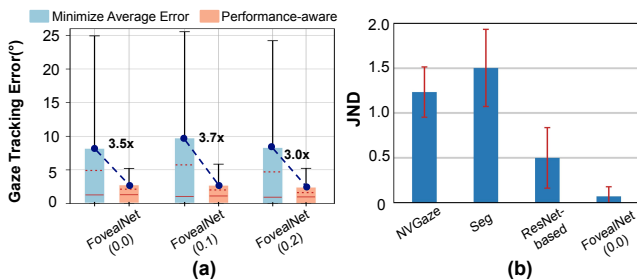 Minimize Average Error
Performance-aware
Gaze Tracking Error(°)
25
20
15
10
5
0
3.5x
3.7x
3.0x
FovealNet
(0.0)
FovealNet
(0.1)
FovealNet
(0.2)
(a)
JND
2.0
1.5
1.0
0.5
0
NVGaze
Seg
ResNet-
based
FovealNet
(0.0)
(b)